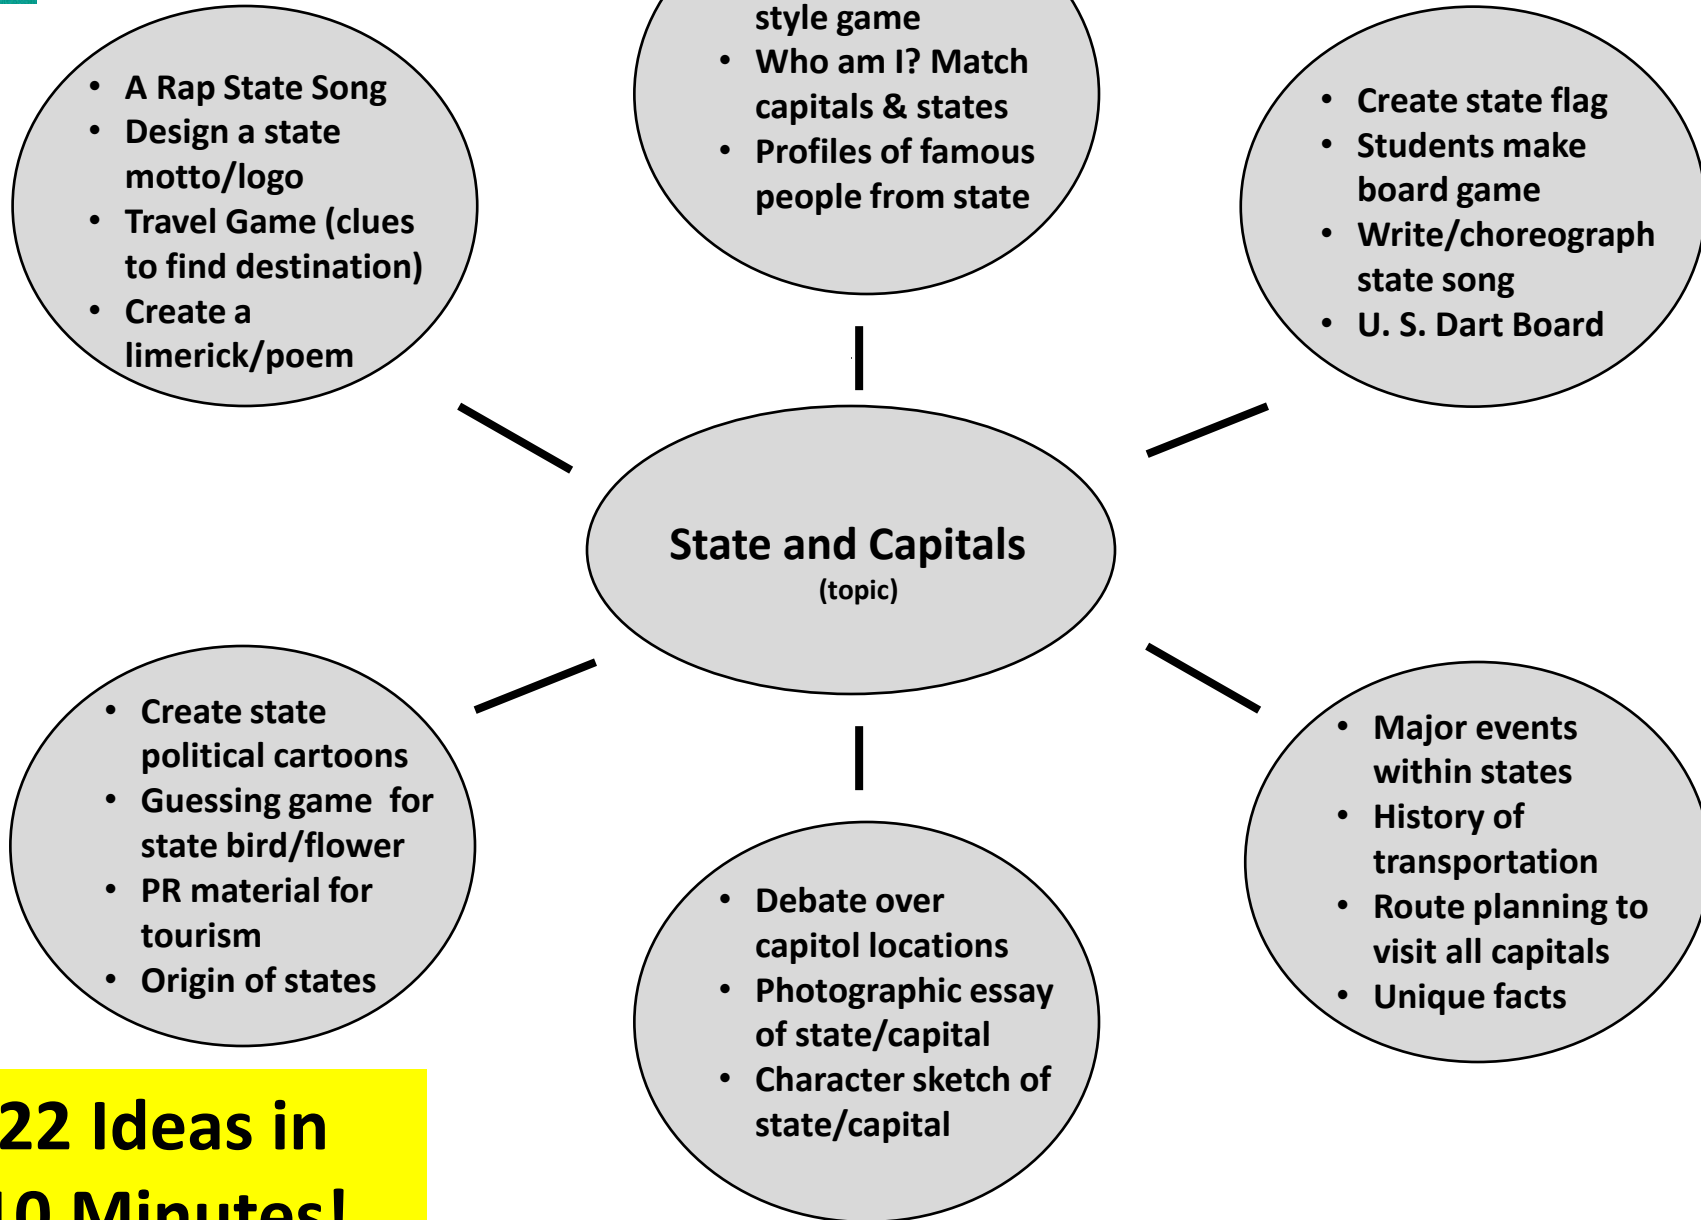 • A Rap State Song
• Design a state
motto/logo
• Travel Game (clues
to find destination)
• Create a
limerick/poem
style game
• Who am I? Match
capitals & states
• Profiles of famous
people from state
• Create state flag
• Students make
board game
• Write/choreograph
state song
• U. S. Dart Board
State and Capitals
(topic)
• Create state
political cartoons
• Guessing game  for
state bird/flower
• PR material for
tourism
• Origin of states
• Debate over
capitol locations
• Photographic essay
of state/capital
• Character sketch of
state/capital
• Major events
within states
• History of
transportation
• Route planning to
visit all capitals
• Unique facts
22 Ideas in
10 Minutes!